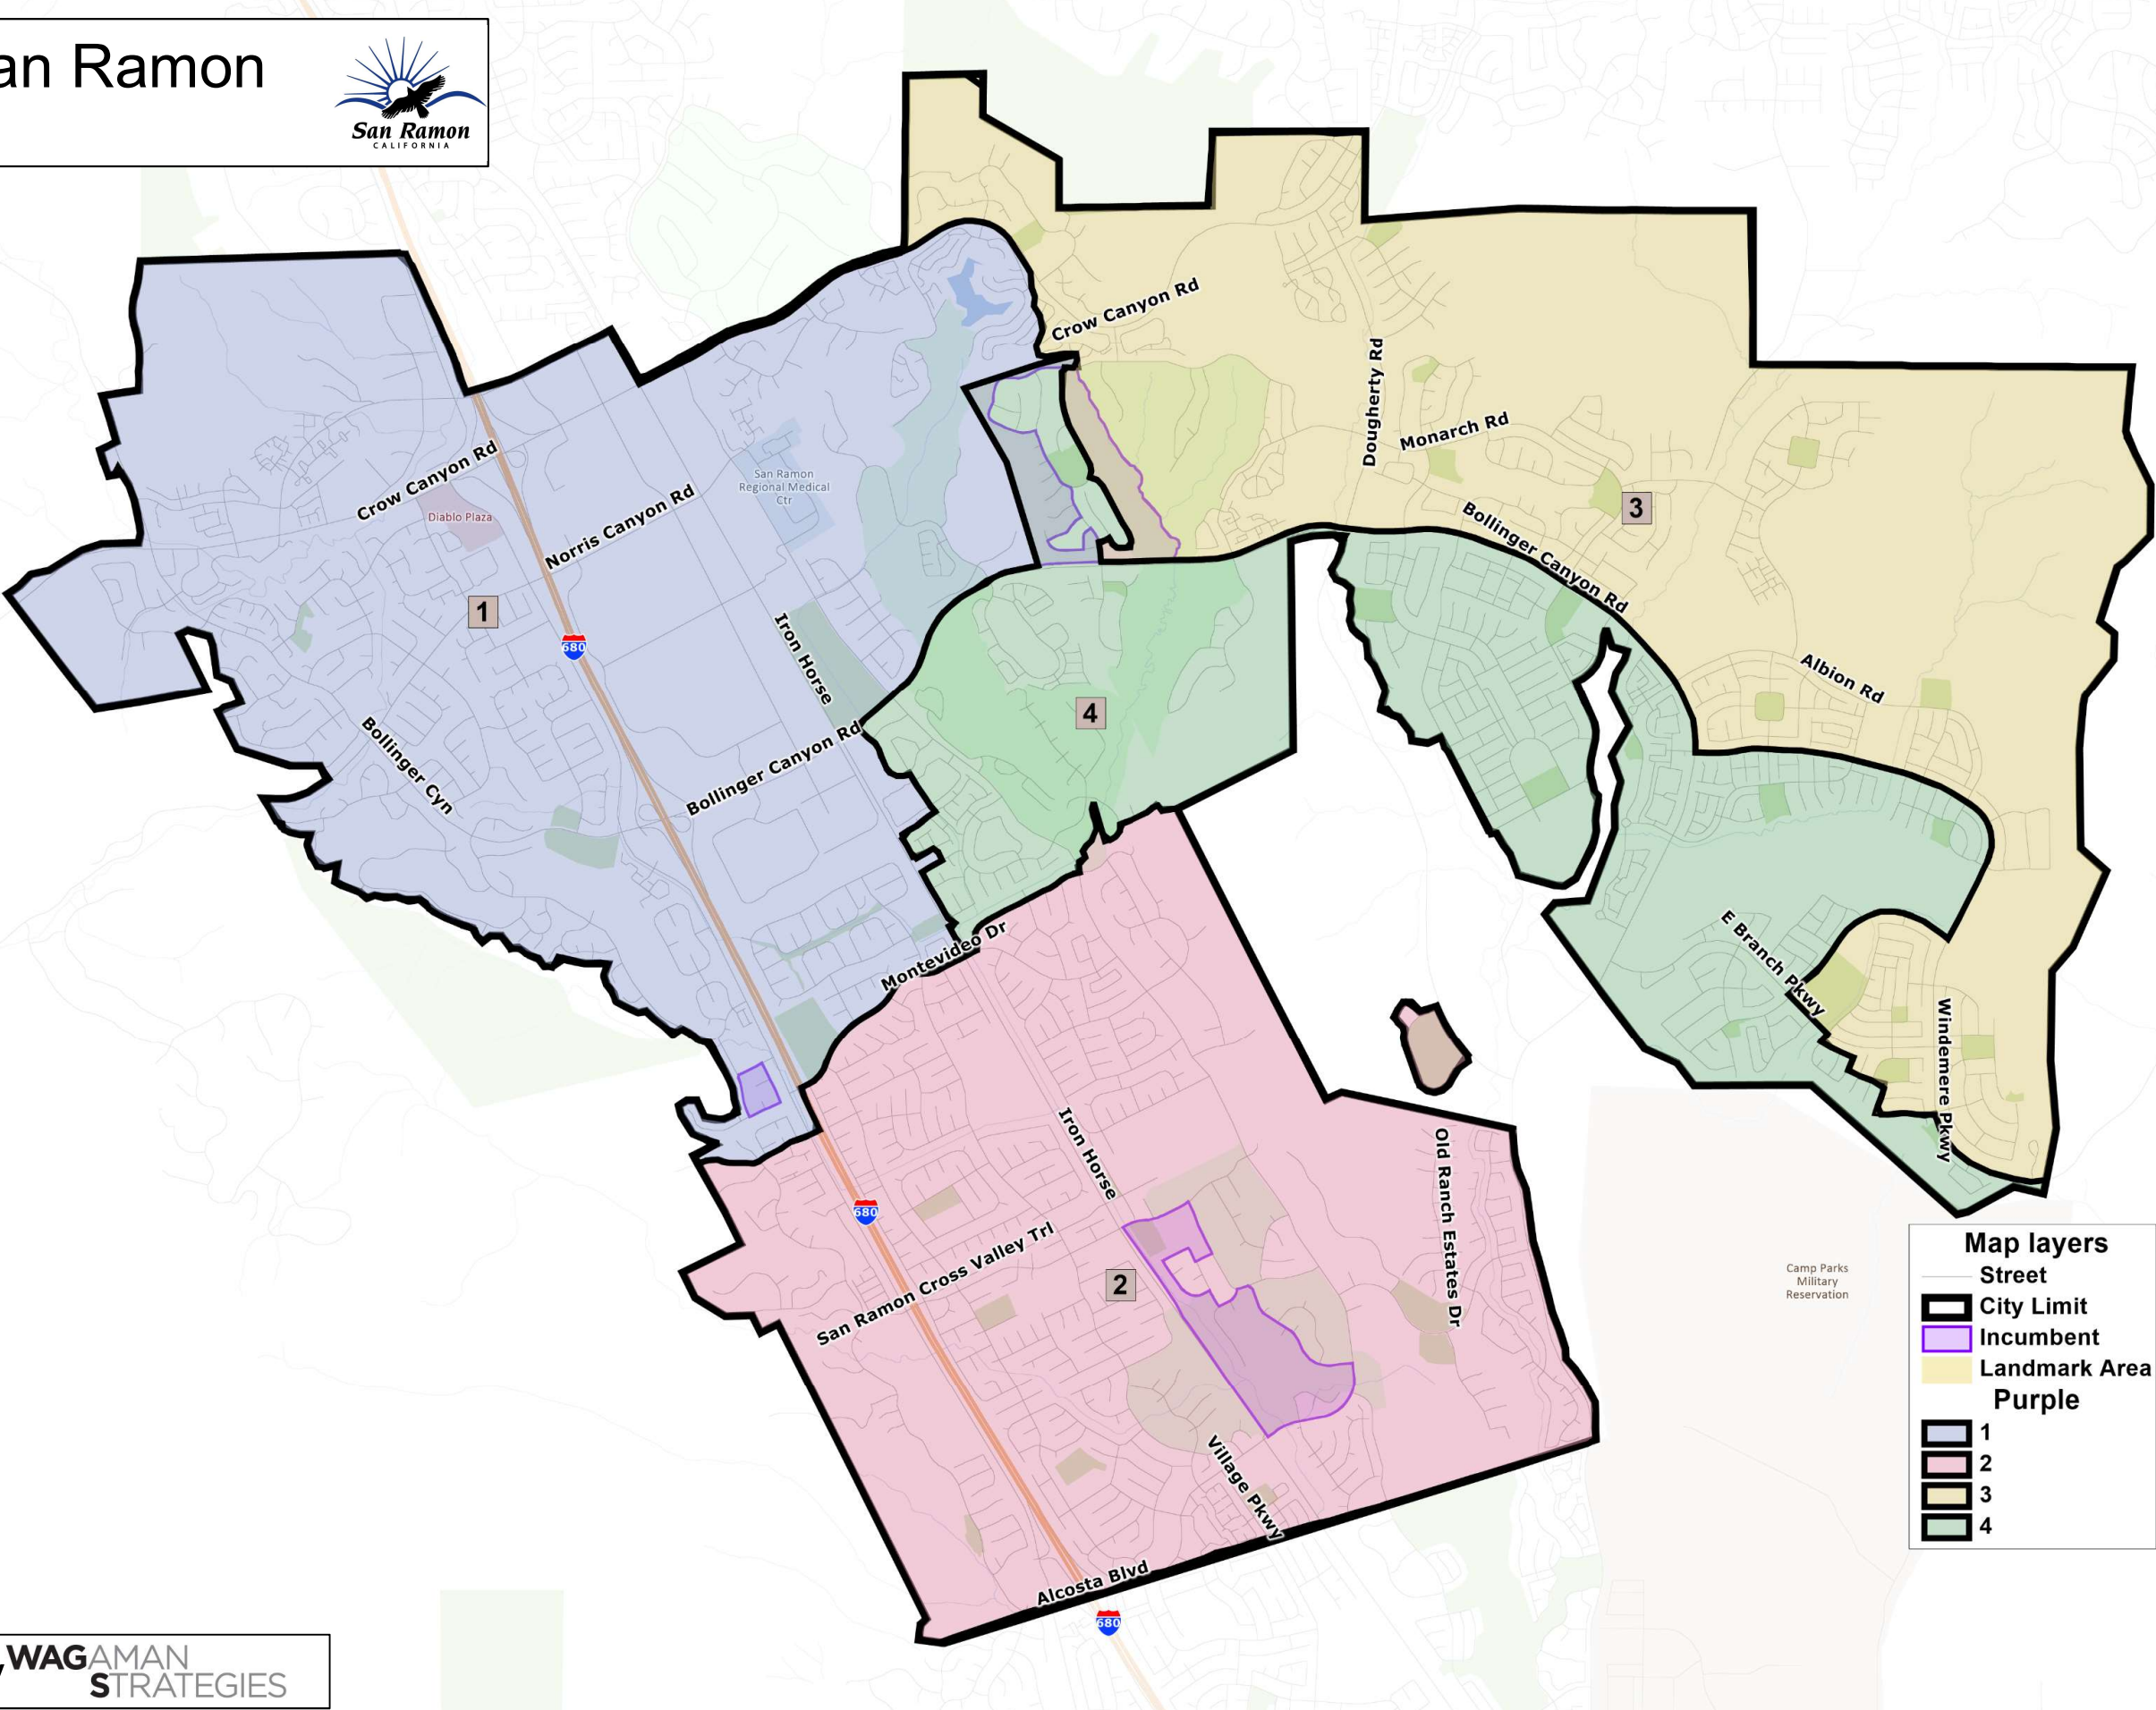 an Ramon
San Ramon
CALIFORNIA
Crow Canyon Rd
Dougherty Rd
Monarch Rd
Crow Canyon Rd
Diablo Plaza
Norris Canyon Rd
San Ramon
Regional Medical
Ctr
3
Bollinger Canyon Rd
1
680
Iron Horse
Albion Rd
4
Bollinger Cyn
Bollinger Canyon Rd
E Branch Pkwy
Montevideo Dr
Windemere Pkwy
Iron Horse
Old Ranch Estates Dr
680
San Ramon Cross Valley Trl
2
Camp Parks
Military
Reservation
Village Pkwy
Alcosta Blvd
680
Map layers
Street
City Limit
Incumbent
Landmark Area
Purple
1
2
3
4
WAGAMAN
STRATEGIES